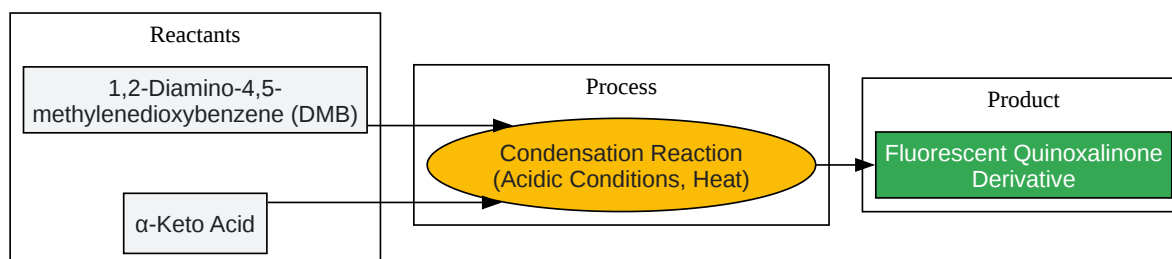 Reactants
1,2-Diamino-4,5-
methylenedioxybenzene (DMB)
α-Keto Acid
Process
Condensation Reaction
(Acidic Conditions, Heat)
Product
Fluorescent Quinoxalinone
Derivative